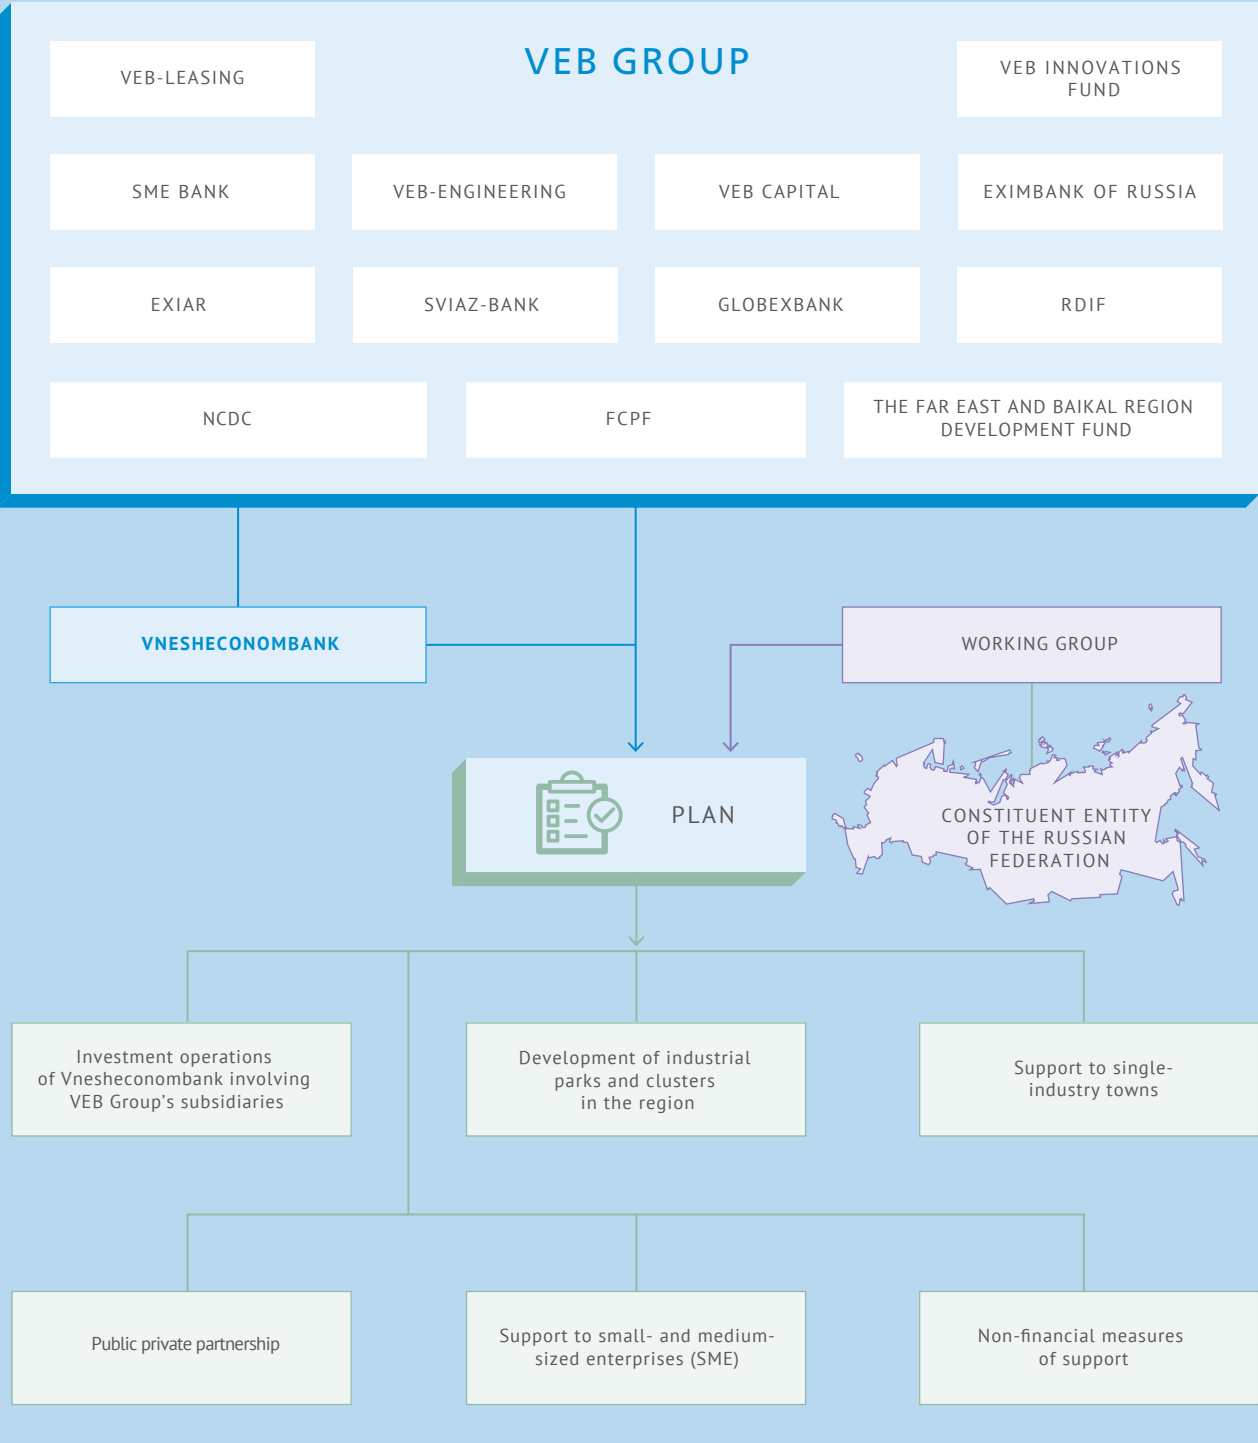 VEB GROUP
VEB-LEASING
VEB INNOVATIONS
FUND
SME BANK
VEB-ENGINEERING
VEB CAPITAL
EXIMBANK OF RUSSIA
EXIAR
SVIAZ-BANK
GLOBEXBANK
RDIF
NCDC
FCPF
THE FAR EAST AND BAIKAL REGION
DEVELOPMENT FUND
VNESHECONOMBANK
WORKING GROUP
PLAN
CONSTITUENT ENTITY
OF THE RUSSIAN
FEDERATION
Investment operations
of Vnesheconombank involving
VEB Group’s subsidiaries
Development of industrial
parks and clusters
in the region
Support to single-
industry towns
Public private partnership
Support to small- and medium-
sized enterprises (SME)
Non-financial measures
of support